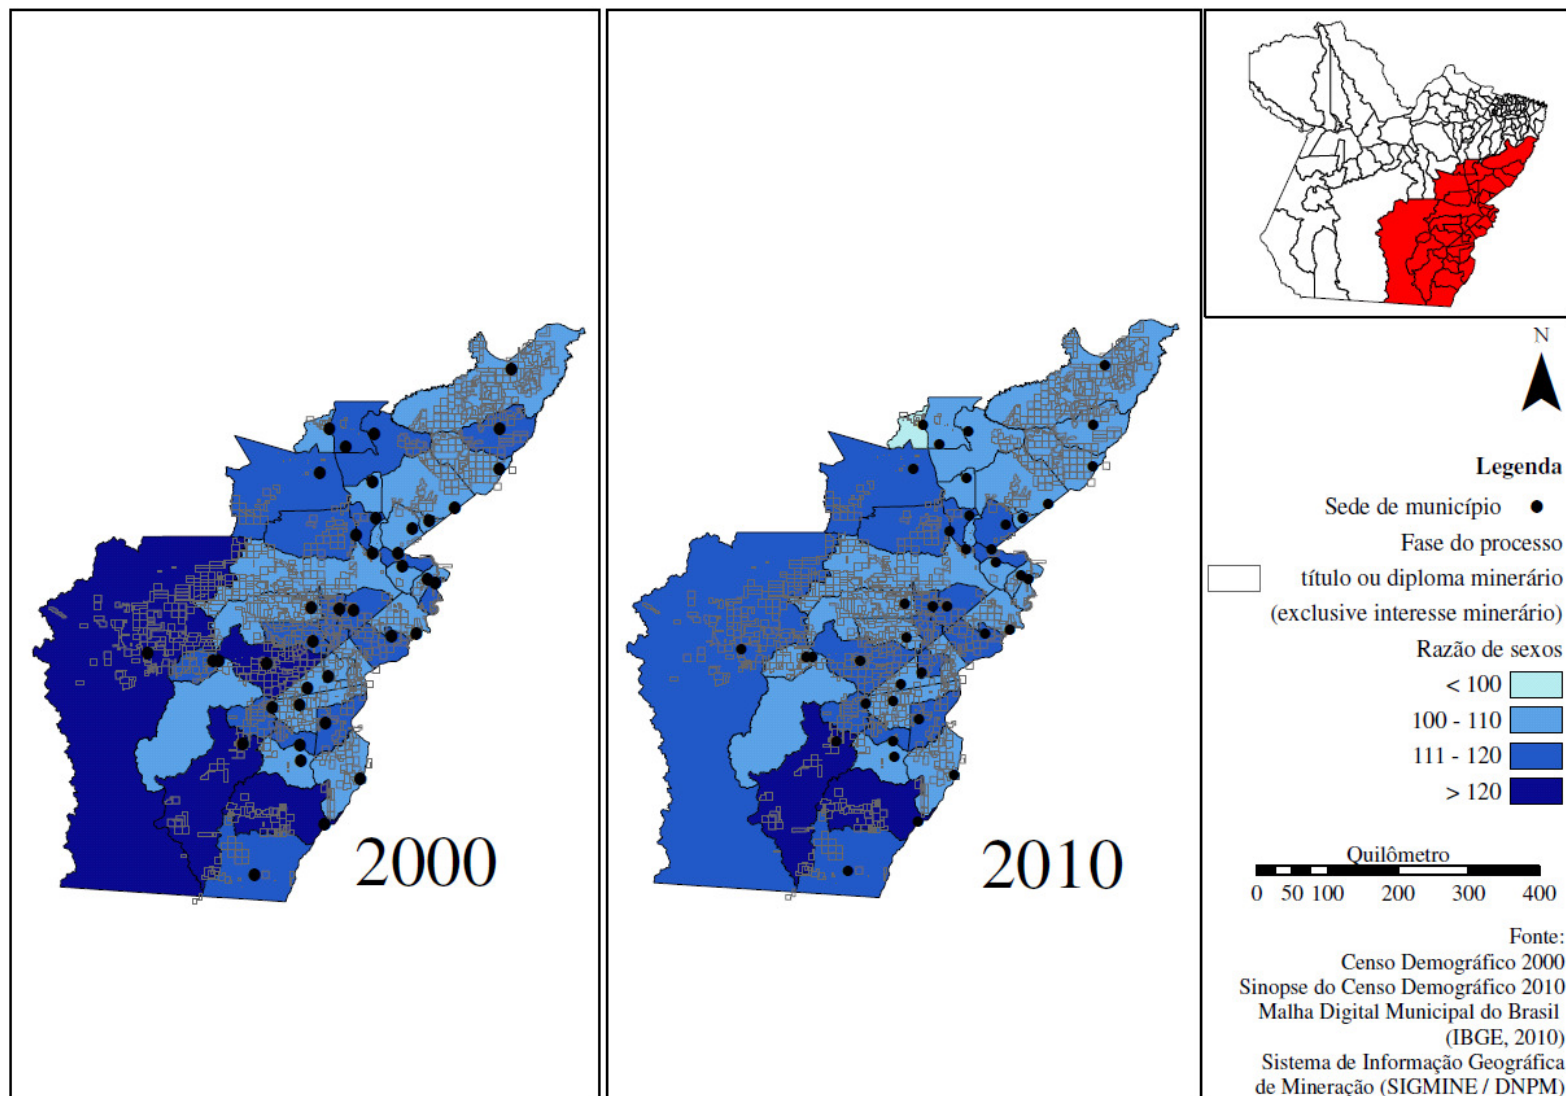 2000
2010
N
Legenda
Sede de município
Fase do processo
título ou diploma minerário
(exclusive interesse minerário)
Razão de sexos
< 100
100 - 110
111 - 120
> 120
Quilômetro
0 50 100 200 300 400
Fonte:
Censo Demográfico 2000
Sinopse do Censo Demográfico 2010
Malha Digital Municipal do Brasil
(IBGE, 2010)
Sistema de Informação Geográfica
de Mineração (SIGMINE / DNPM)